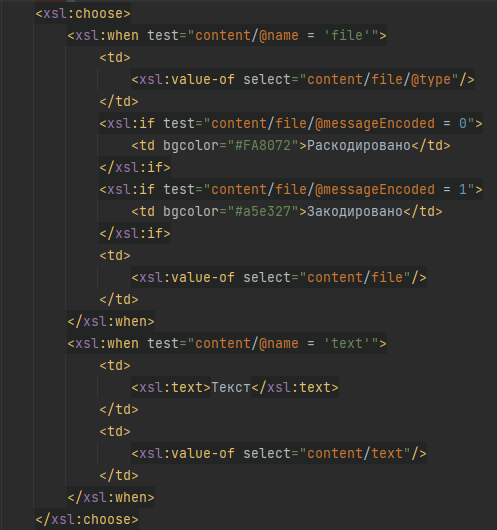 <xsl:choose>
<xsl:when test="content/@name = 'file'">
<td>
<xsl:value-of select="content/file/@type"/>
</td>
<xsl:if test="content/file/@messageEncoded = 0">
<td bgcolor="#FA8072">Раскодировано</td>
</xsl:if>
<xsl:if test="content/file/@messageEncoded = 1">
<td bgcolor="#a5e327">Закодировано</td>
</xsl:if>
<td>
<xsl:value-of select="content/file"/>
</td>
</xsl:when>
<xsl:when test="content/@name = 'text'">
<td>
<xsl:text>Текст</xsl:text>
</td>
<td>
<xsl:value-of select="content/text"/>
</td>
</xsl:when>
</xsl:choose>